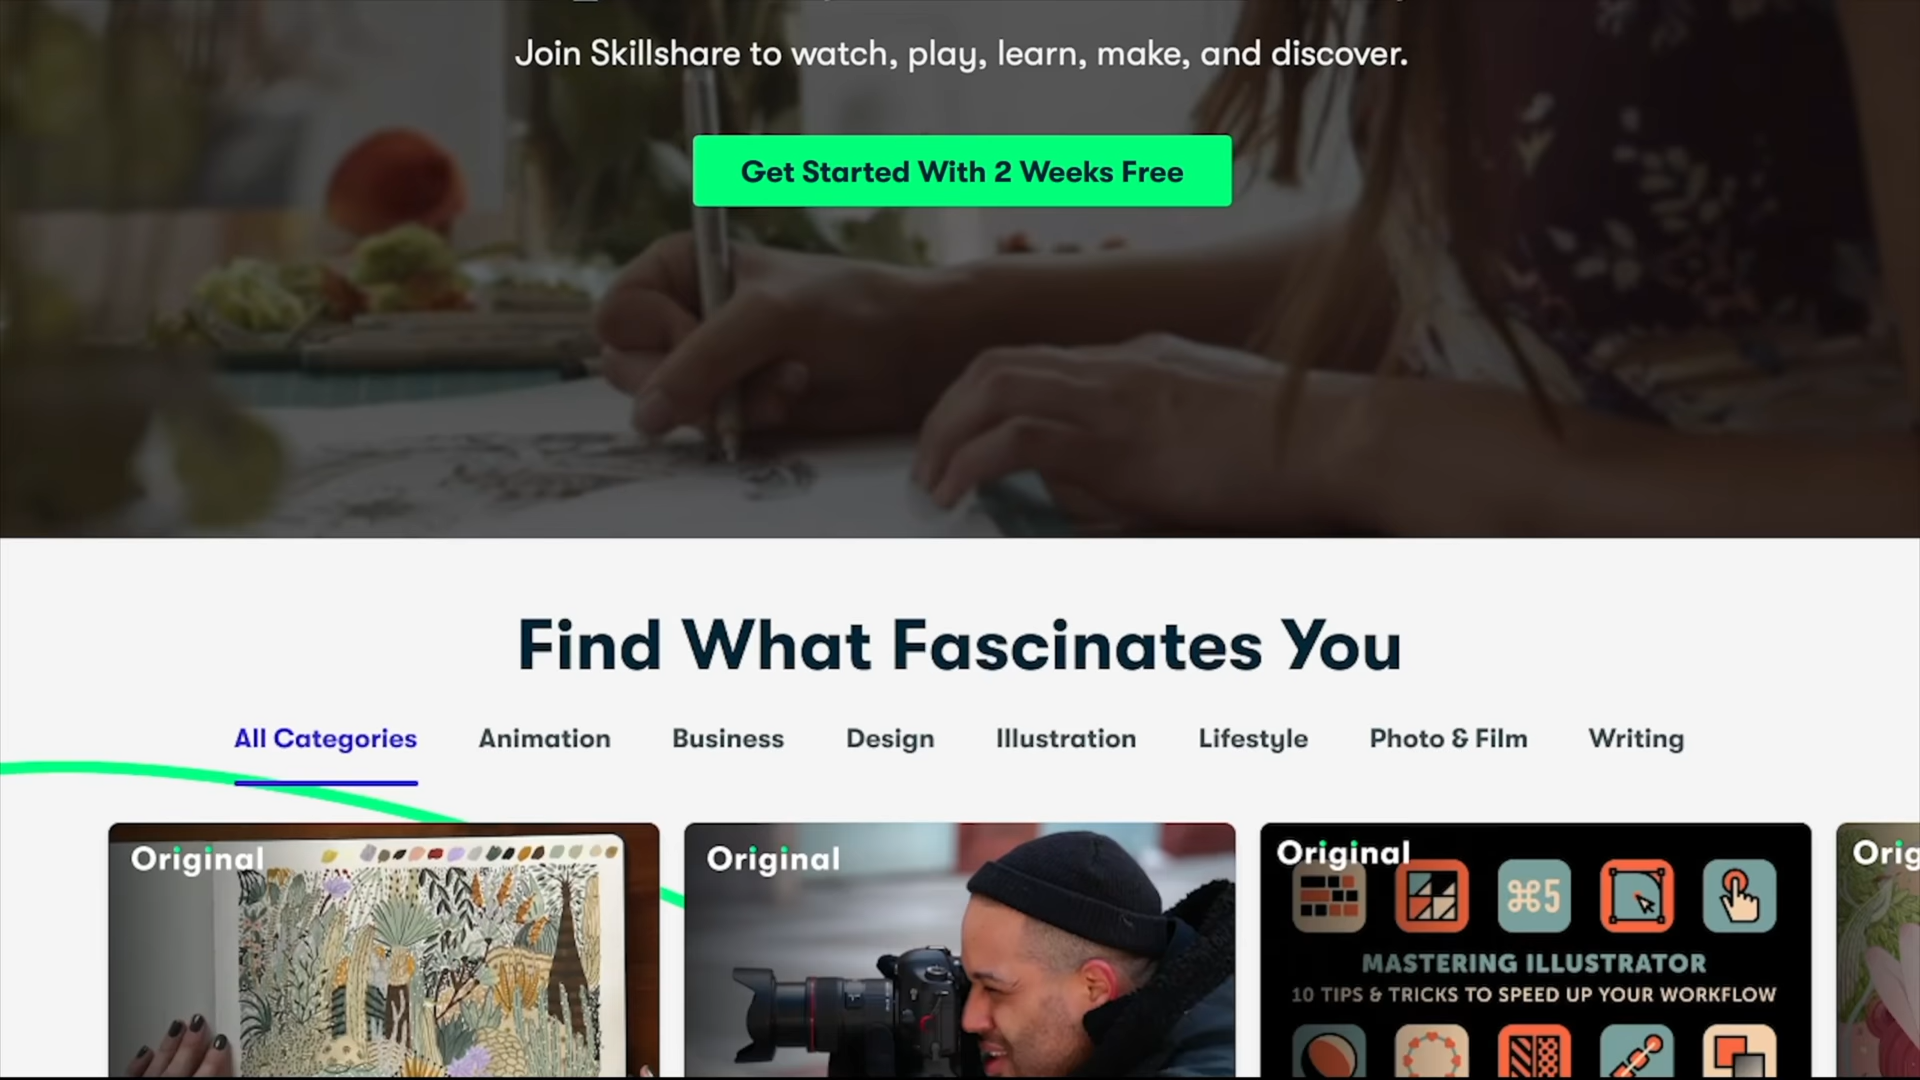 Join Skillshare to watch, play, learn, make, and discover.
Get Started With 2 Weeks Free
Find What Fascinates You
All Categories Animation Business Design Illustration Lifestyle Photo & Film Writing
Original Original Original Orig
⌘5
MASTERING ILLUSTRATOR
10 TIPS & TRICKS TO SPEED UP YOUR WORKFLOW